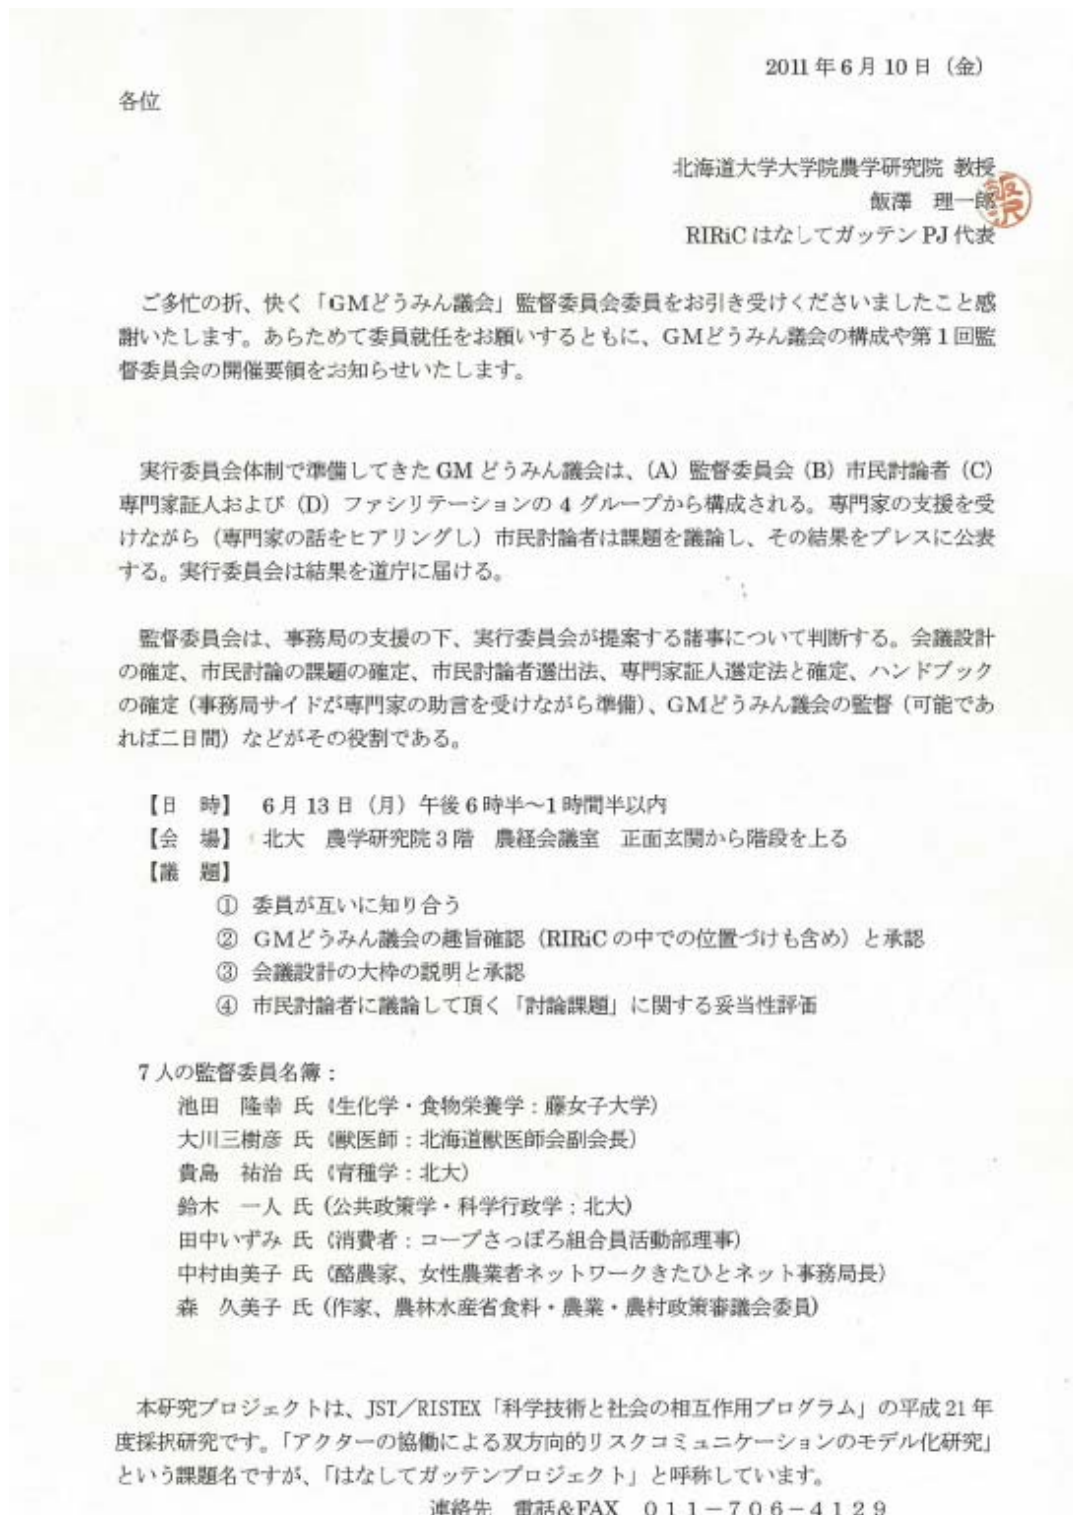 2011 年 6 月 10 日（金）
各位
北海道大学大学院農学研究院 教授
飯澤　理一郎
飯沢
RIRiC はなしてガッテン PJ 代表
ご多忙の折、快く「GMどうみん議会」監督委員会委員をお引き受けくださいましたこと感
謝いたします。あらためて委員就任をお願いするともに、GMどうみん議会の構成や第１回監
督委員会の開催要領をお知らせいたします。
実行委員会体制で準備してきた GM どうみん議会は、(A) 監督委員会 (B) 市民討論者 (C)
専門家証人および (D) ファシリテーションの 4 グループから構成される。専門家の支援を受
けながら（専門家の話をヒアリングし）市民討論者は課題を議論し、その結果をプレスに公表
する。実行委員会は結果を道庁に届ける。
監督委員会は、事務局の支援の下、実行委員会が提案する諸事について判断する。会議設計
の確定、市民討論の課題の確定、市民討論者選出法、専門家証人選定法と確定、ハンドブック
の確定（事務局サイドが専門家の助言を受けながら準備）、GMどうみん議会の監督（可能であ
れば二日間）などがその役割である。
【日　時】　6 月 13 日（月）午後 6 時半～1 時間半以内
【会　場】　北大　農学研究院 3 階　農経会議室　正面玄関から階段を上る
【議　題】
① 委員が互いに知り合う
② GMどうみん議会の趣旨確認（RIRiC の中での位置づけも含め）と承認
③ 会議設計の大枠の説明と承認
④ 市民討論者に議論して頂く「討論課題」に関する妥当性評価
7 人の監督委員名簿：
池田　隆幸 氏（生化学・食物栄養学：藤女子大学）
大川三樹彦 氏（獣医師：北海道獣医師会副会長）
貴島　祐治 氏（育種学：北大）
鈴木　一人 氏（公共政策学・科学行政学：北大）
田中いずみ 氏（消費者：コープさっぽろ組合員活動部理事）
中村由美子 氏（酪農家、女性農業者ネットワークきたひとネット事務局長）
森　久美子 氏（作家、農林水産省食料・農業・農村政策審議会委員）
本研究プロジェクトは、JST／RISTEX「科学技術と社会の相互作用プログラム」の平成 21 年
度採択研究です。「アクターの協働による双方向的リスクコミュニケーションのモデル化研究」
という課題名ですが、「はなしてガッテンプロジェクト」と呼称しています。
連絡先　電話＆FAX　０１１－７０６－４１２９